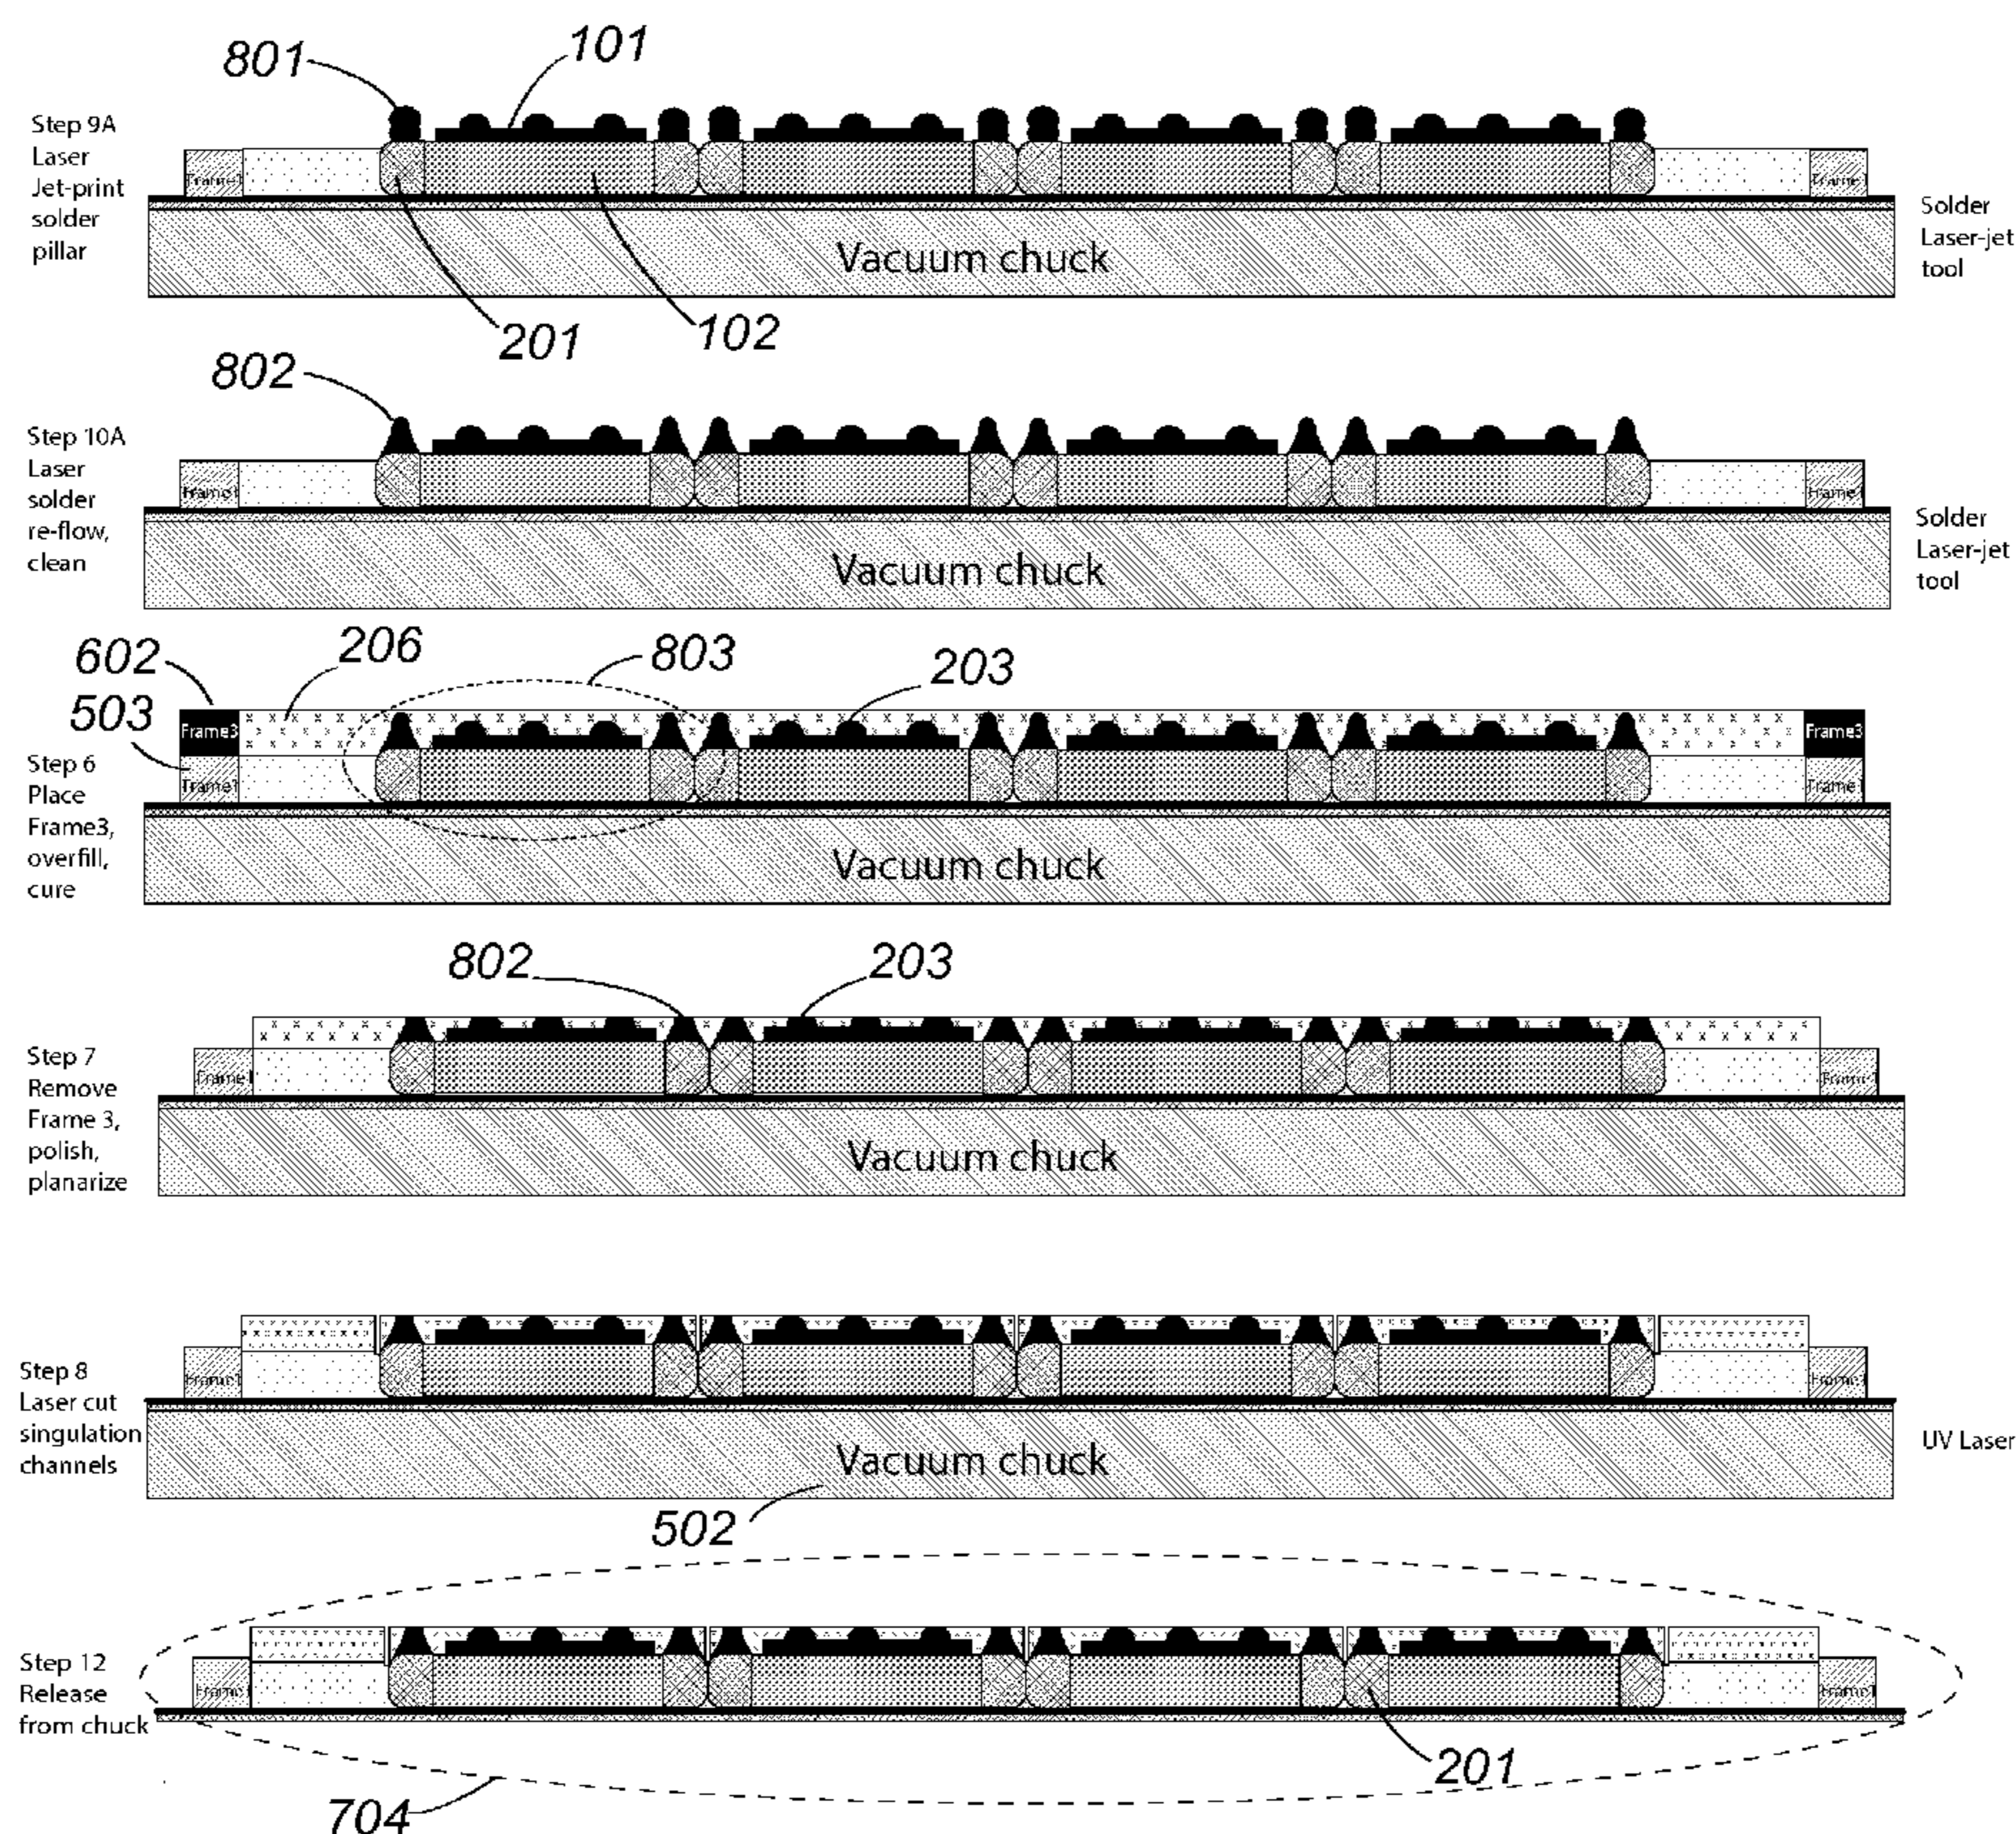 801
101
Step 9A
Laser
Jet-print
solder
pillar
Frame1
Frame1
Solder
Laser-jet
tool
Vacuum chuck
201
102
802
Step 10A
Laser
solder
re-flow,
clean
Frame1
Frame1
Solder
Laser-jet
tool
Vacuum chuck
602
206
803
203
503
Frame3
Frame3
Step 6
Place
Frame3,
overfill,
cure
Frame1
Frame1
Vacuum chuck
802
203
Step 7
Remove
Frame 3,
polish,
planarize
Frame1
Frame1
Vacuum chuck
Step 8
Laser cut
singulation
channels
Frame1
Frame1
UV Laser
Vacuum chuck
502
Step 12
Release
from chuck
Frame1
Frame1
201
704